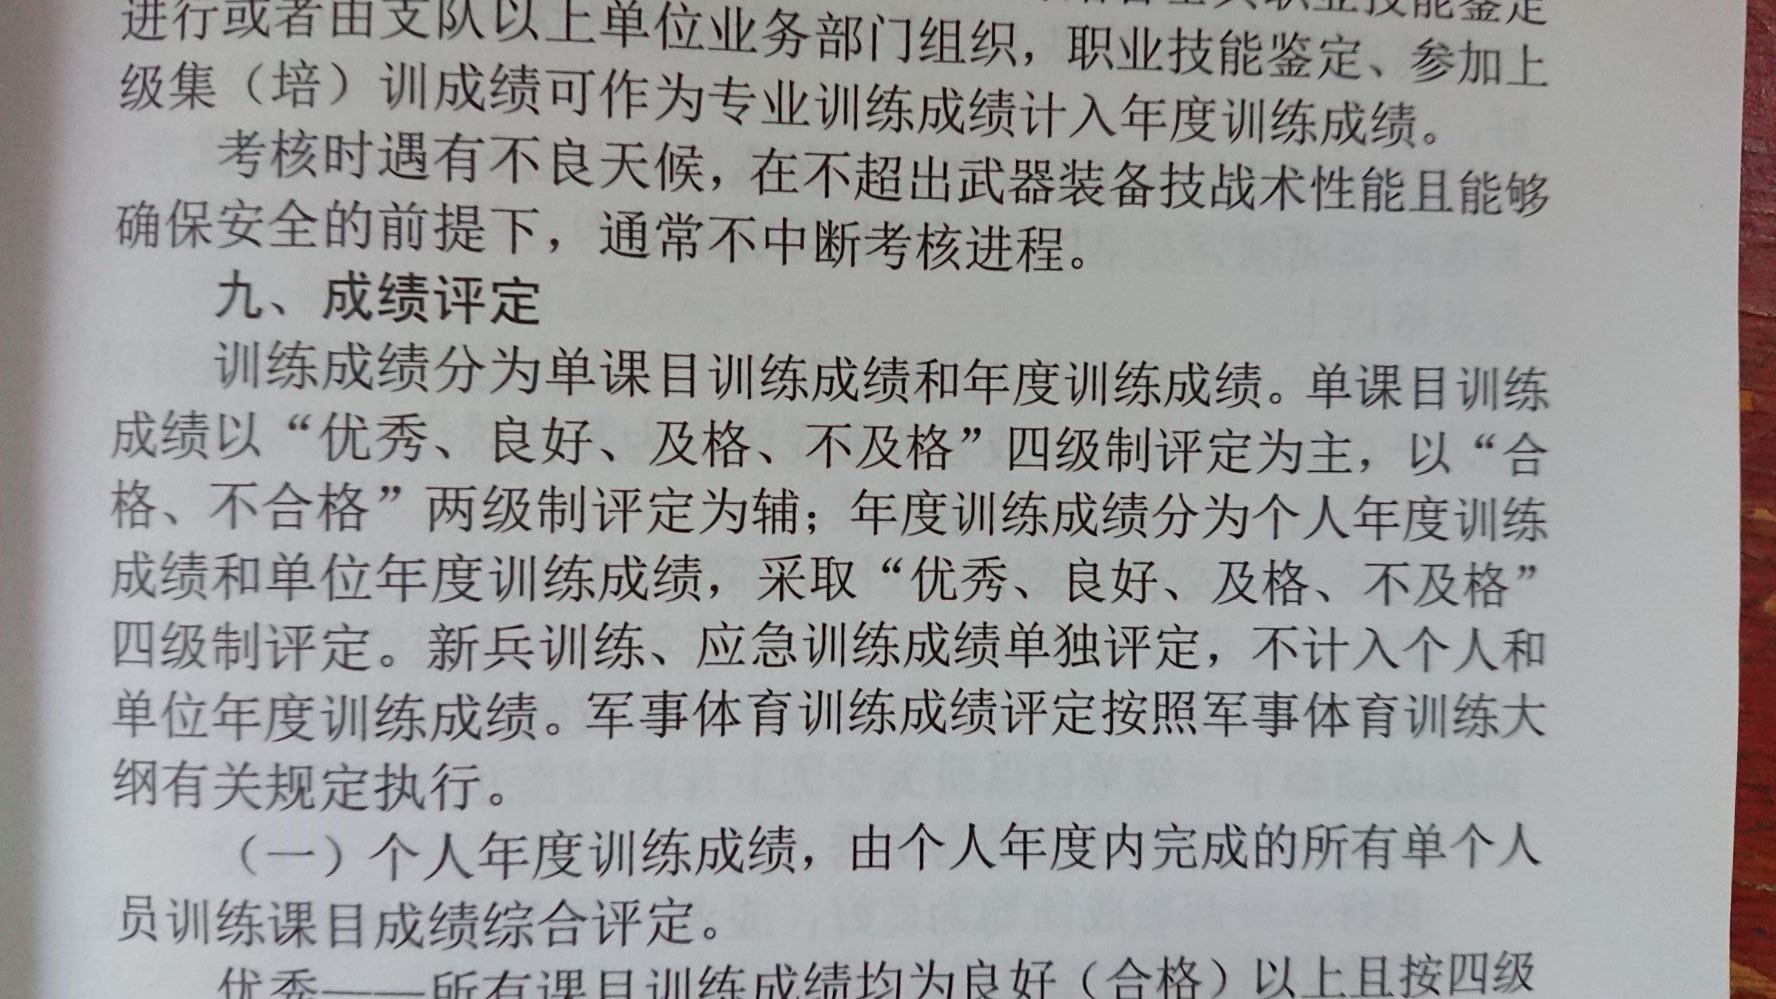 进行或者由支队以上单位业务部门组织，职业技能鉴定、参加上
级集（培）训成绩可作为专业训练成绩计入年度训练成绩。
考核时遇有不良天候，在不超出武器装备技战术性能且能够
确保安全的前提下，通常不中断考核进程。
九、成绩评定
训练成绩分为单课目训练成绩和年度训练成绩。单课目训练
成绩以“优秀、良好、及格、不及格”四级制评定为主，以“合
格、不合格”两级制评定为辅；年度训练成绩分为个人年度训练
成绩和单位年度训练成绩，采取“优秀、良好、及格、不及格”
四级制评定。新兵训练、应急训练成绩单独评定，不计入个人和
单位年度训练成绩。军事体育训练成绩评定按照军事体育训练大
纲有关规定执行。
（一）个人年度训练成绩，由个人年度内完成的所有单个人
员训练课目成绩综合评定。
优秀——所有课目训练成绩均为良好（合格）以上且按四级